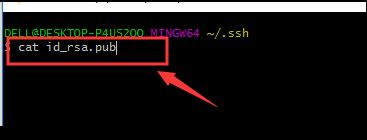 DELL@DESKTOP-P4US2OO MINGW64 ~/.ssh
$ cat id_rsa.pub